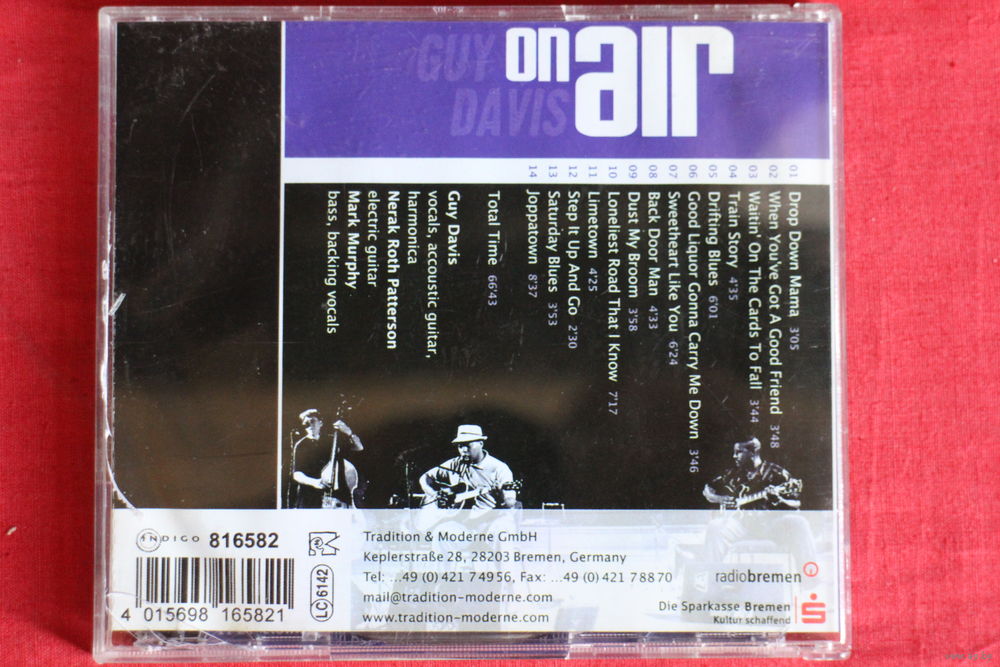 GUY
DAVIS
on air
01 Drop Down Mama 3'05
02 When You've Got A Good Friend 3'48
03 Waitin' On The Cards To Fall 3'44
04 Train Story 4'35
05 Drifting Blues 6'01
06 Good Liquor Gonna Carry Me Down 3'46
07 Sweetheart Like You 6'24
08 Back Door Man 4'33
09 Dust My Broom 3'58
10 Loneliest Road That I Know 7'17
11 Limetown 4'25
12 Step It Up And Go 2'30
13 Saturday Blues 3'53
14 Joppatown 8'37
Total Time 66'43
Guy Davis
vocals, accoustic guitar,
harmonica
Nerak Roth Patterson
electric guitar
Mark Murphy
bass, backing vocals
INDIGO 816582
4 015698 165821
LC 6142
Tradition & Moderne GmbH
Keplerstraße 28, 28203 Bremen, Germany
Tel: ...49 (0) 421 74956, Fax: ...49 (0) 421 78870
mail@tradition-moderne.com
www.tradition-moderne.com
radiobremen
Die Sparkasse Bremen
Kultur schaffend